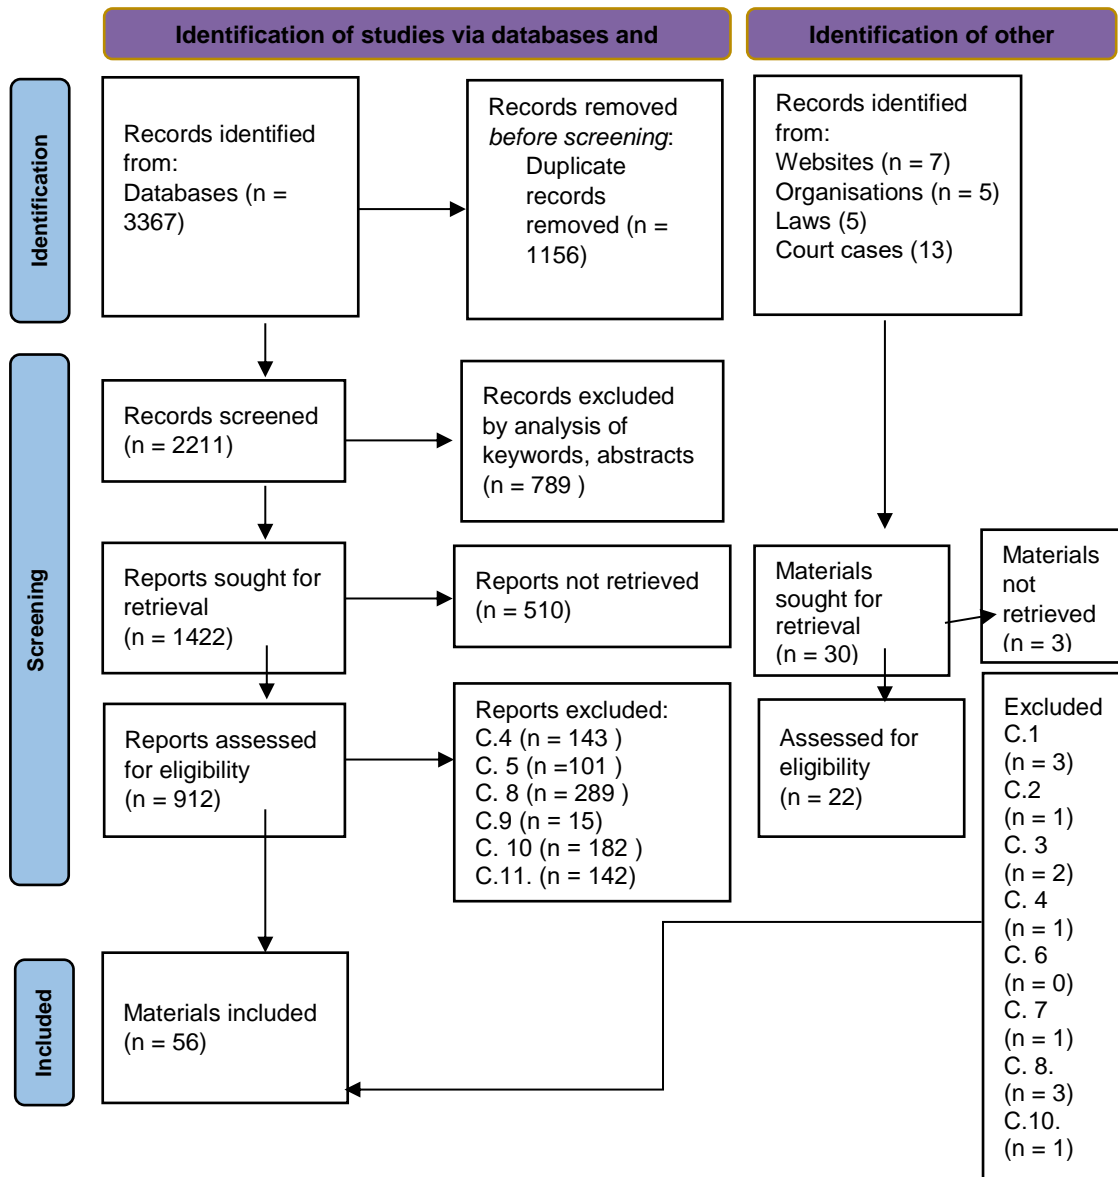 Identification of studies via databases and
Identification of other
Identification
Records identified
from:
Databases (n =
3367)
Records removed
before screening:
Duplicate
records
removed (n =
1156)
Records identified
from:
Websites (n = 7)
Organisations (n = 5)
Laws (5)
Court cases (13)
Screening
Records screened
(n = 2211)
Records excluded
by analysis of
keywords, abstracts
(n = 789 )
Reports sought for
retrieval
(n = 1422)
Reports not retrieved
(n = 510)
Materials
sought for
retrieval
(n = 30)
Materials
not
retrieved
(n = 3)
Reports assessed
for eligibility
(n = 912)
Reports excluded:
C.4 (n = 143 )
C. 5 (n =101 )
C. 8 (n = 289 )
C.9 (n = 15)
C. 10 (n = 182 )
C.11. (n = 142)
Assessed for
eligibility
(n = 22)
Excluded
C.1
(n = 3)
C.2
(n = 1)
C. 3
(n = 2)
C. 4
(n = 1)
C. 6
(n = 0)
C. 7
(n = 1)
C. 8.
(n = 3)
C.10.
(n = 1)
Included
Materials included
(n = 56)